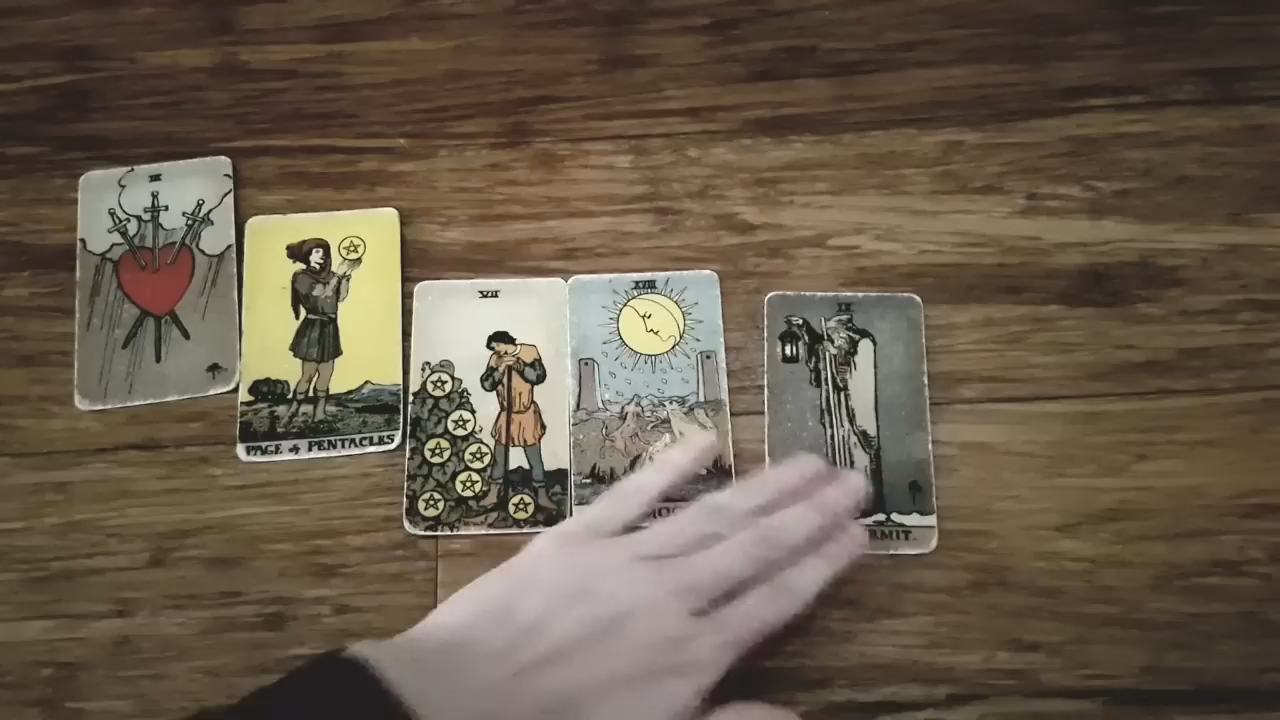 III
PAGE of PENTACLES
VII
XVIII
IX
RMIT.